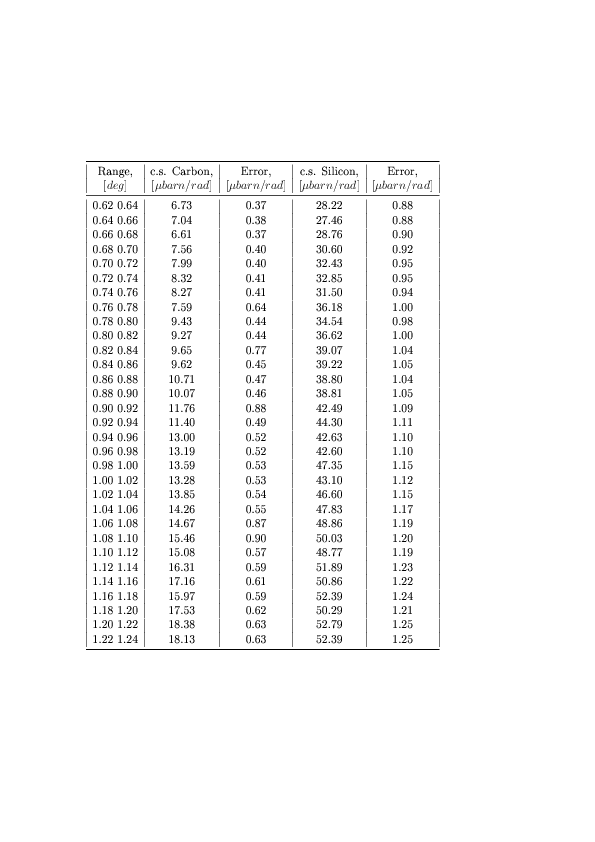 Range, c.s. Carbon, Error, c.s. Silicon, Error,
[deg] [μbarn/rad] [μbarn/rad] [μbarn/rad] [μbarn/rad]
0.62 0.64 6.73 0.37 28.22 0.88
0.64 0.66 7.04 0.38 27.46 0.88
0.66 0.68 6.61 0.37 28.76 0.90
0.68 0.70 7.56 0.40 30.60 0.92
0.70 0.72 7.99 0.40 32.43 0.95
0.72 0.74 8.32 0.41 32.85 0.95
0.74 0.76 8.27 0.41 31.50 0.94
0.76 0.78 7.59 0.64 36.18 1.00
0.78 0.80 9.43 0.44 34.54 0.98
0.80 0.82 9.27 0.44 36.62 1.00
0.82 0.84 9.65 0.77 39.07 1.04
0.84 0.86 9.62 0.45 39.22 1.05
0.86 0.88 10.71 0.47 38.80 1.04
0.88 0.90 10.07 0.46 38.81 1.05
0.90 0.92 11.76 0.88 42.49 1.09
0.92 0.94 11.40 0.49 44.30 1.11
0.94 0.96 13.00 0.52 42.63 1.10
0.96 0.98 13.19 0.52 42.60 1.10
0.98 1.00 13.59 0.53 47.35 1.15
1.00 1.02 13.28 0.53 43.10 1.12
1.02 1.04 13.85 0.54 46.60 1.15
1.04 1.06 14.26 0.55 47.83 1.17
1.06 1.08 14.67 0.87 48.86 1.19
1.08 1.10 15.46 0.90 50.03 1.20
1.10 1.12 15.08 0.57 48.77 1.19
1.12 1.14 16.31 0.59 51.89 1.23
1.14 1.16 17.16 0.61 50.86 1.22
1.16 1.18 15.97 0.59 52.39 1.24
1.18 1.20 17.53 0.62 50.29 1.21
1.20 1.22 18.38 0.63 52.79 1.25
1.22 1.24 18.13 0.63 52.39 1.25